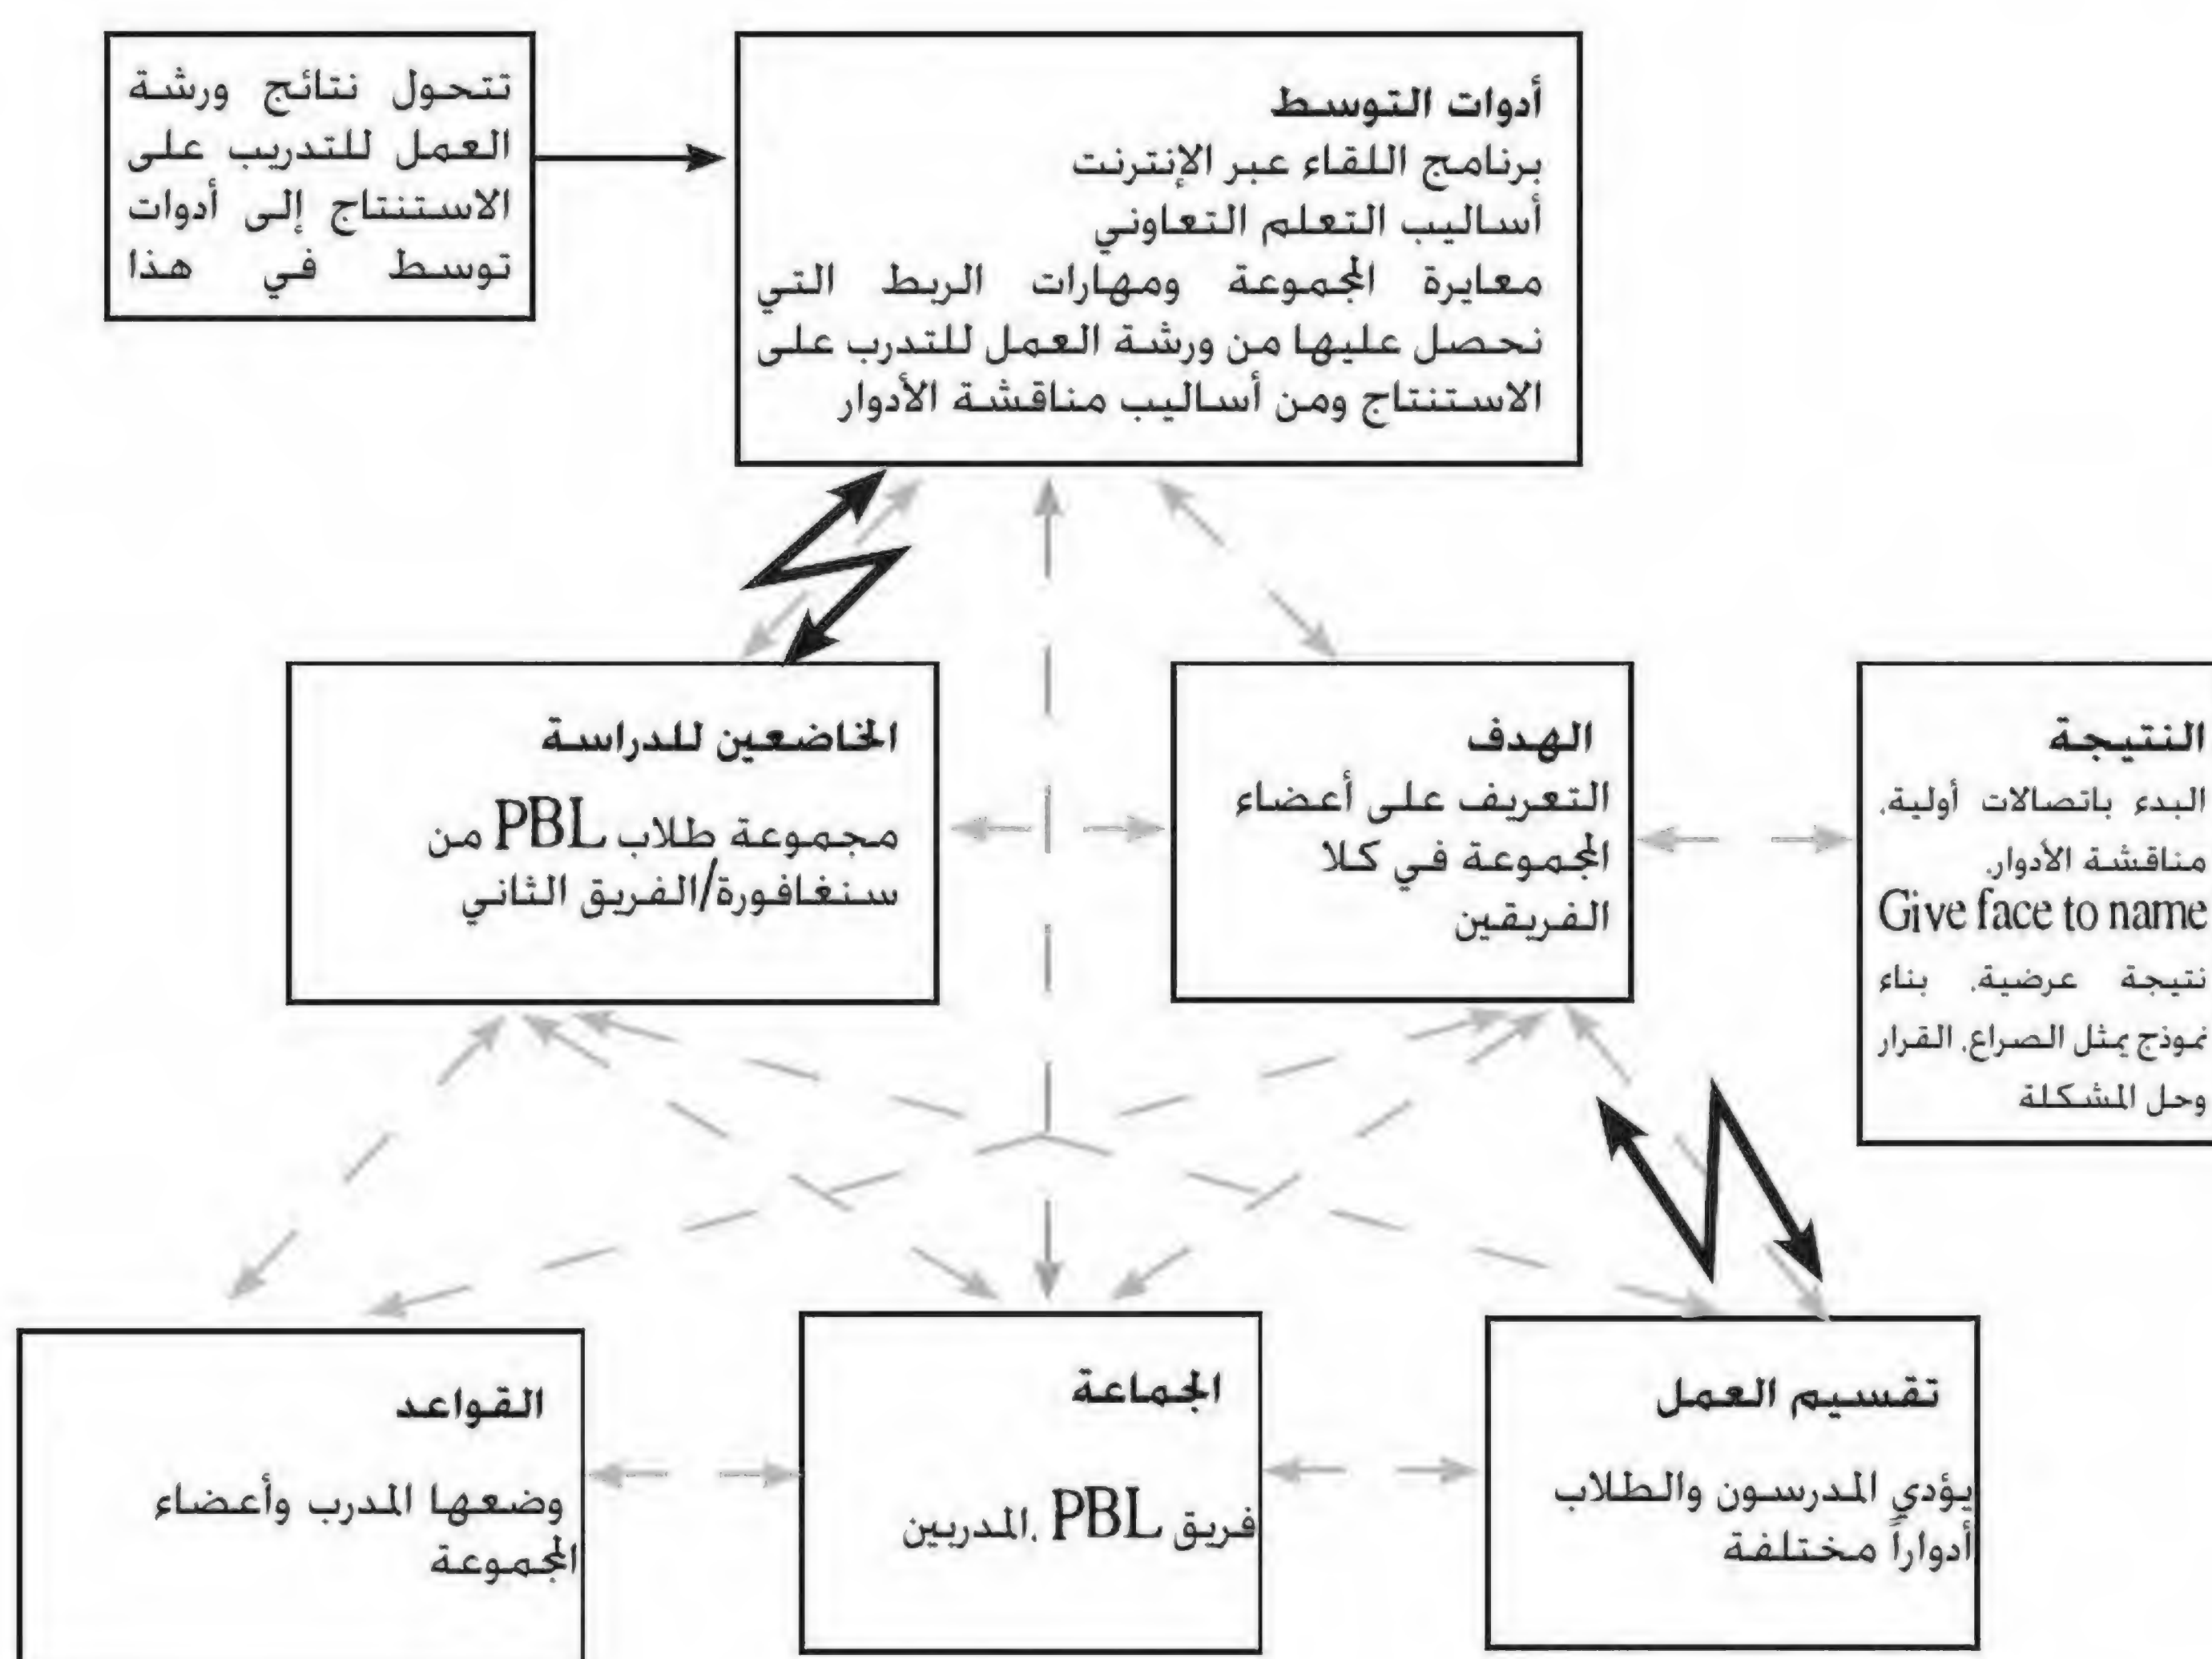 تتحول نتائج ورشة
العمل للتدريب على
الاستنتاج إلى أدوات
توسط في هذا
أدوات التوسط
برنامج اللقاء عبر الإنترنت
أساليب التعلم التعاوني
معايرة المجموعة ومهارات الربط التي
نحصل عليها من ورشة العمل للتدرب على
الاستنتاج ومن أساليب مناقشة الأدوار
الخاضعين للدراسة
مجموعة طلاب PBL من
سنغافورة/الفريق الثاني
الهدف
التعريف على أعضاء
المجموعة في كلا
الفريقين
النتيجة
البدء باتصالات أولية.
مناقشة الأدوار.
Give face to name
نتيجة عرضية. بناء
نموذج يمثل الصراع. القرار
وحل المشكلة
القواعد
وضعها المدرب وأعضاء
المجموعة
الجماعة
فريق PBL .المدربين
تقسيم العمل
يؤدي المدرسون والطلاب
أدواراً مختلفة